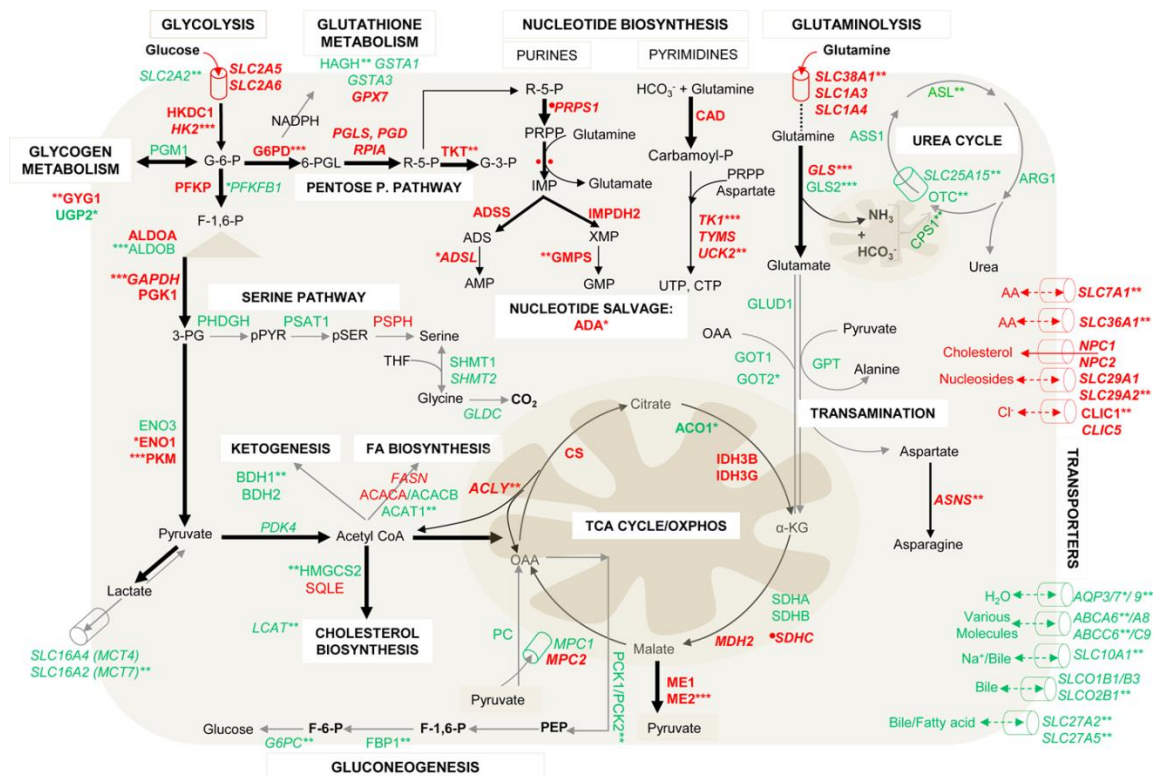 GLYCOLYSIS
GLUTATHIONE
METABOLISM
NUCLEOTIDE BIOSYNTHESIS
PURINES
PYRIMIDINES
GLUTAMINOLYSIS
Glucose
SLC2A2**
SLC2A5
SLC2A6
HAGH** GSTA1
GSTA3
GPX7
NADPH
HKDC1
HK2***
GLYCOGEN
METABOLISM
PGM1
G-6-P
G6PD***
6-PGL
PGLS, PGD
RPIA
R-5-P
TKT**
G-3-P
PENTOSE P. PATHWAY
**GYG1
UGP2*
PFKP
*PFKFB1
F-1,6-P
ALDOA
***ALDOB
***GAPDH
PGK1
R-5-P
•PRPS1
PRPP
Glutamine
Glutamate
IMP
ADSS
IMPDH2
ADS
XMP
*ADSL
**GMPS
AMP
GMP
NUCLEOTIDE SALVAGE:
ADA*
HCO3- + Glutamine
CAD
Carbamoyl-P
PRPP
Aspartate
TK1***
TYMS
UCK2**
UTP, CTP
Glutamine
SLC38A1**
SLC1A3
SLC1A4
Glutamine
GLS***
GLS2***
Glutamate
ASL**
ASS1
UREA CYCLE
SLC25A15**
OTC**
ARG1
CPS1**
NH3
+
HCO3-
Urea
SERINE PATHWAY
3-PG
PHDGH
pPYR
PSAT1
pSER
PSPH
Serine
THF
SHMT1
SHMT2
Glycine
GLDC
CO2
GLUD1
OAA
Pyruvate
GOT1
GOT2*
GPT
Alanine
TRANSAMINATION
Aspartate
ASNS**
Asparagine
AA
SLC7A1**
AA
SLC36A1**
Cholesterol
NPC1
NPC2
Nucleosides
SLC29A1
SLC29A2**
Cl-
CLIC1**
CLIC5
TRANSPORTERS
H2O
AQP3/7*/ 9**
Various
Molecules
ABCA6**/A8
ABCC6**/C9
Na+/Bile
SLC10A1**
Bile
SLCO1B1/B3
SLCO2B1**
Bile/Fatty acid
SLC27A2**
SLC27A5**
ENO3
*ENO1
***PKM
KETOGENESIS
FA BIOSYNTHESIS
BDH1**
BDH2
FASN
ACACA/ACACB
ACAT1**
ACLY**
Pyruvate
PDK4
Acetyl CoA
Lactate
SLC16A4 (MCT4)
SLC16A2 (MCT7)**
**HMGCS2
SQLE
LCAT**
CHOLESTEROL
BIOSYNTHESIS
Citrate
CS
ACO1*
IDH3B
IDH3G
TCA CYCLE/OXPHOS
α-KG
OAA
SDHA
SDHB
•SDHC
MDH2
Malate
PC
MPC1
MPC2
Pyruvate
PCK1/PCK2**
ME1
ME2***
Pyruvate
Glucose
G6PC**
F-6-P
FBP1**
F-1,6-P
PEP
GLUCONEOGENESIS